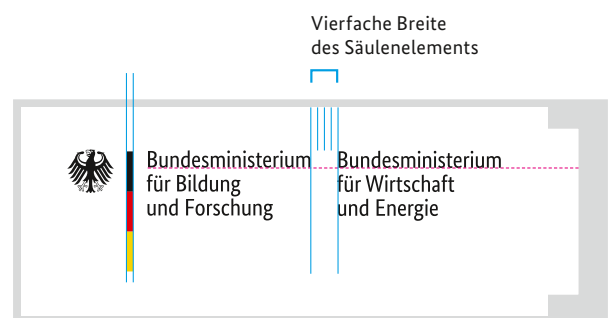 Vierfache Breite
des Säulenelements
Bundesministerium
für Bildung
und Forschung
Bundesministerium
für Wirtschaft
und Energie